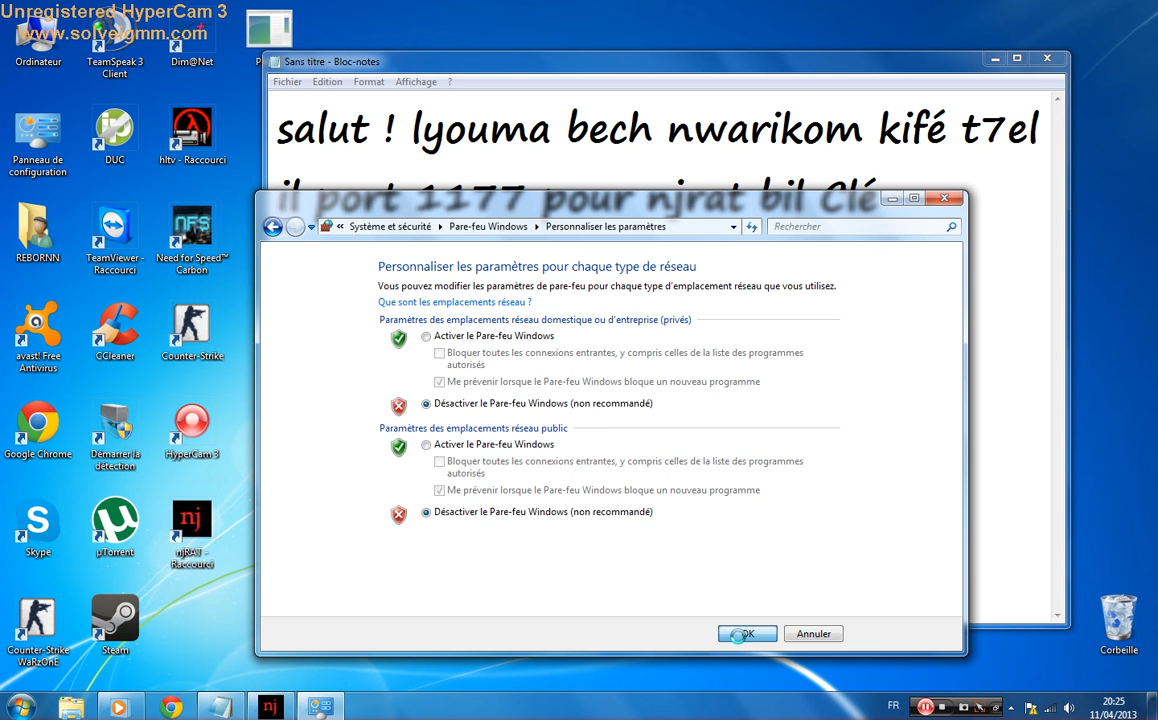 Unregistered HyperCam 3
www.solveigmm.com
Ordinateur
TeamSpeak 3
Client
Dim@Net
Panneau de
configuration
DUC
hltv - Raccourci
REBORNN
TeamViewer -
Raccourci
Need for Speed™
Carbon
avast! Free
Antivirus
CCleaner
Counter-Strike
Google Chrome
Démarrer la
détection
HyperCam 3
Skype
µTorrent
njRAT -
Raccourci
Counter-Strike
WaRzOnE
Steam
Sans titre - Bloc-notes
Fichier Edition Format Affichage ?
salut ! lyouma bech nwarikom kifé t7el
il port 1177 pour njrat bil Clé
« Système et sécurité Pare-feu Windows Personnaliser les paramètres
Rechercher
Personnaliser les paramètres pour chaque type de réseau
Vous pouvez modifier les paramètres de pare-feu pour chaque type d'emplacement réseau que vous utilisez.
Que sont les emplacements réseau ?
Paramètres des emplacements réseau domestique ou d'entreprise (privés)
Activer le Pare-feu Windows
Bloquer toutes les connexions entrantes, y compris celles de la liste des programmes
autorisés
Me prévenir lorsque le Pare-feu Windows bloque un nouveau programme
Désactiver le Pare-feu Windows (non recommandé)
Paramètres des emplacements réseau public
Activer le Pare-feu Windows
Bloquer toutes les connexions entrantes, y compris celles de la liste des programmes
autorisés
Me prévenir lorsque le Pare-feu Windows bloque un nouveau programme
Désactiver le Pare-feu Windows (non recommandé)
OK Annuler
Corbeille
nj
nj
FR
20:25
11/04/2013